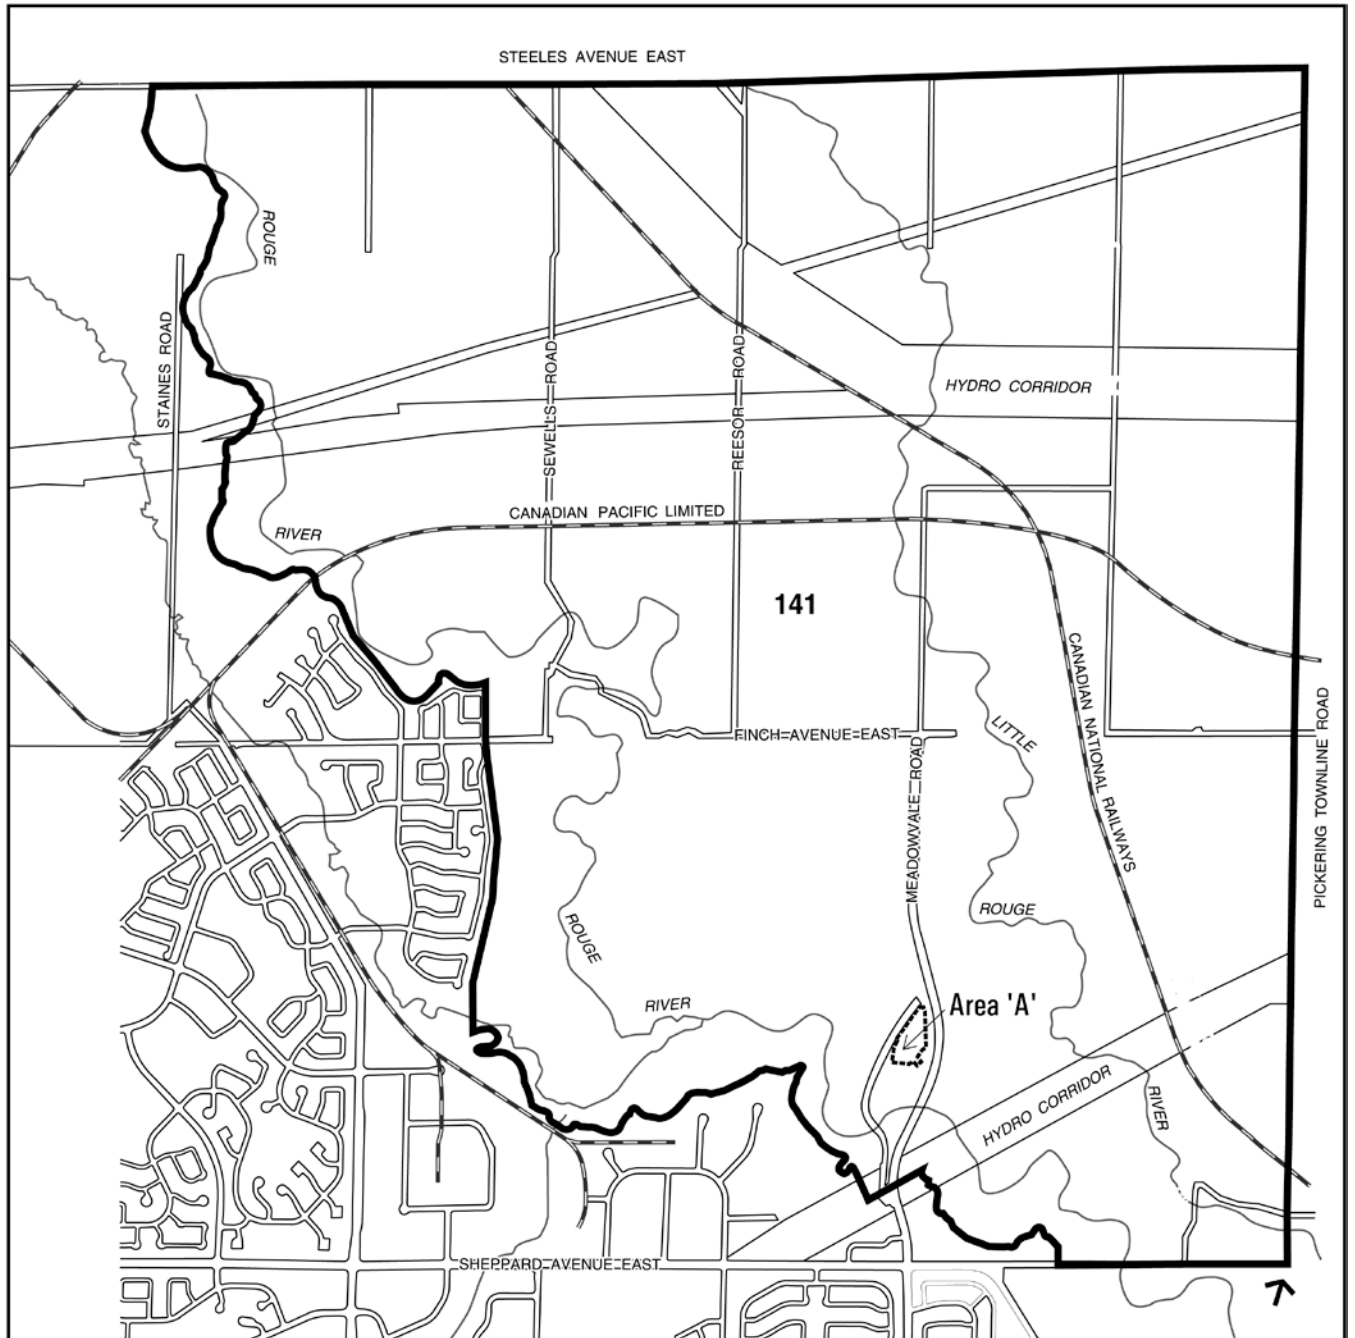 STEELES AVENUE EAST
ROUGE
STAINES ROAD
SEWELLS ROAD
REESOR ROAD
HYDRO CORRIDOR
CANADIAN PACIFIC LIMITED
RIVER
141
CANADIAN NATIONAL RAILWAYS
PICKERING TOWNLINE ROAD
FINCH AVENUE EAST
LITTLE
MEADOWVALE ROAD
ROUGE
ROUGE
RIVER
Area 'A'
HYDRO CORRIDOR
RIVER
SHEPPARD AVENUE EAST